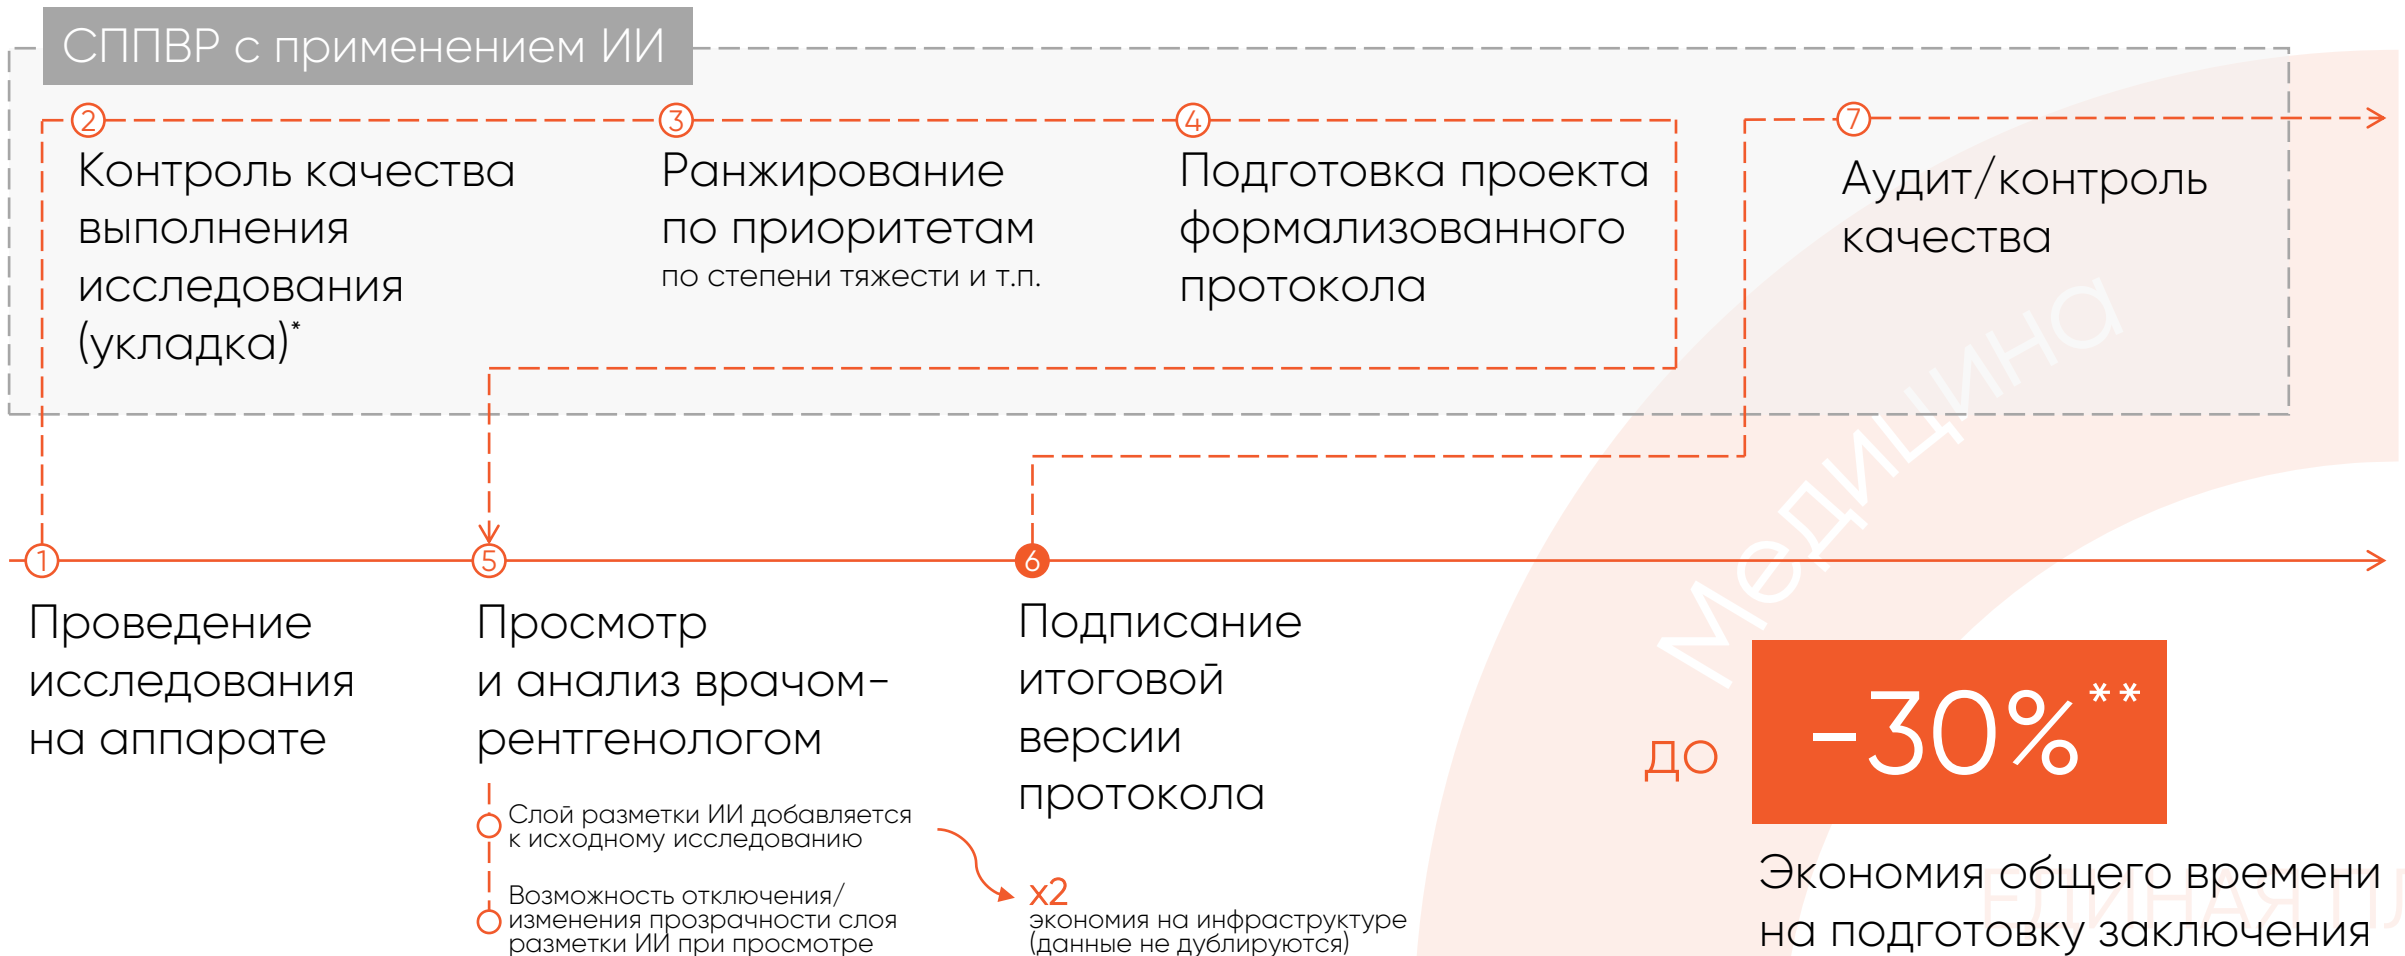 СППВР с применением ИИ
2
Контроль качества
выполнения
исследования
(укладка)*
3
Ранжирование
по приоритетам
по степени тяжести и т.п.
4
Подготовка проекта
формализованного
протокола
7
Аудит/контроль
качества
Медицина
1
Проведение
исследования
на аппарате
5
Просмотр
и анализ врачом-
рентгенологом
Слой разметки ИИ добавляется
к исходному исследованию
Возможность отключения/
изменения прозрачности слоя
разметки ИИ при просмотре
6
Подписание
итоговой
версии
протокола
x2
экономия на инфраструктуре
(данные не дублируются)
до
-30%**
Экономия общего времени
на подготовку заключения
ЕДИНАЯ